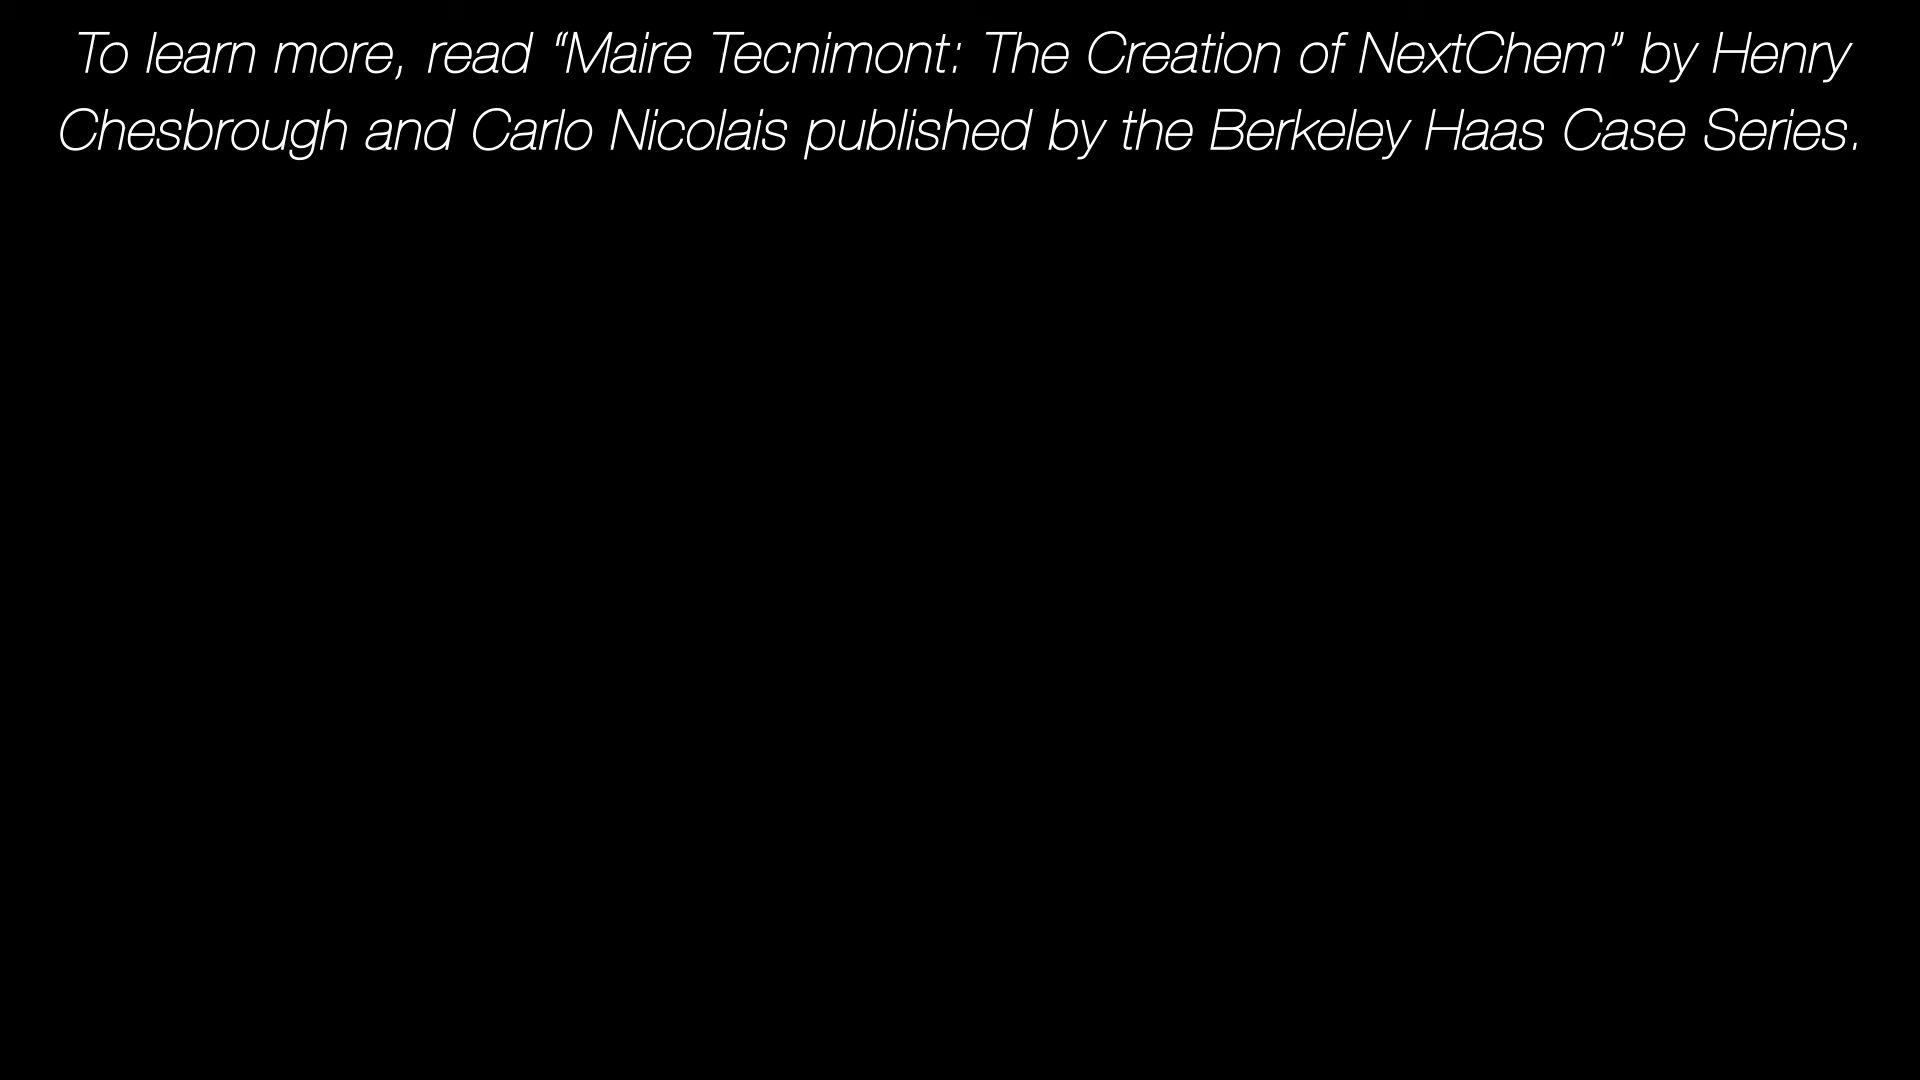 To learn more, read “Maire Tecnimont: The Creation of NextChem” by Henry
Chesbrough and Carlo Nicolais published by the Berkeley Haas Case Series.